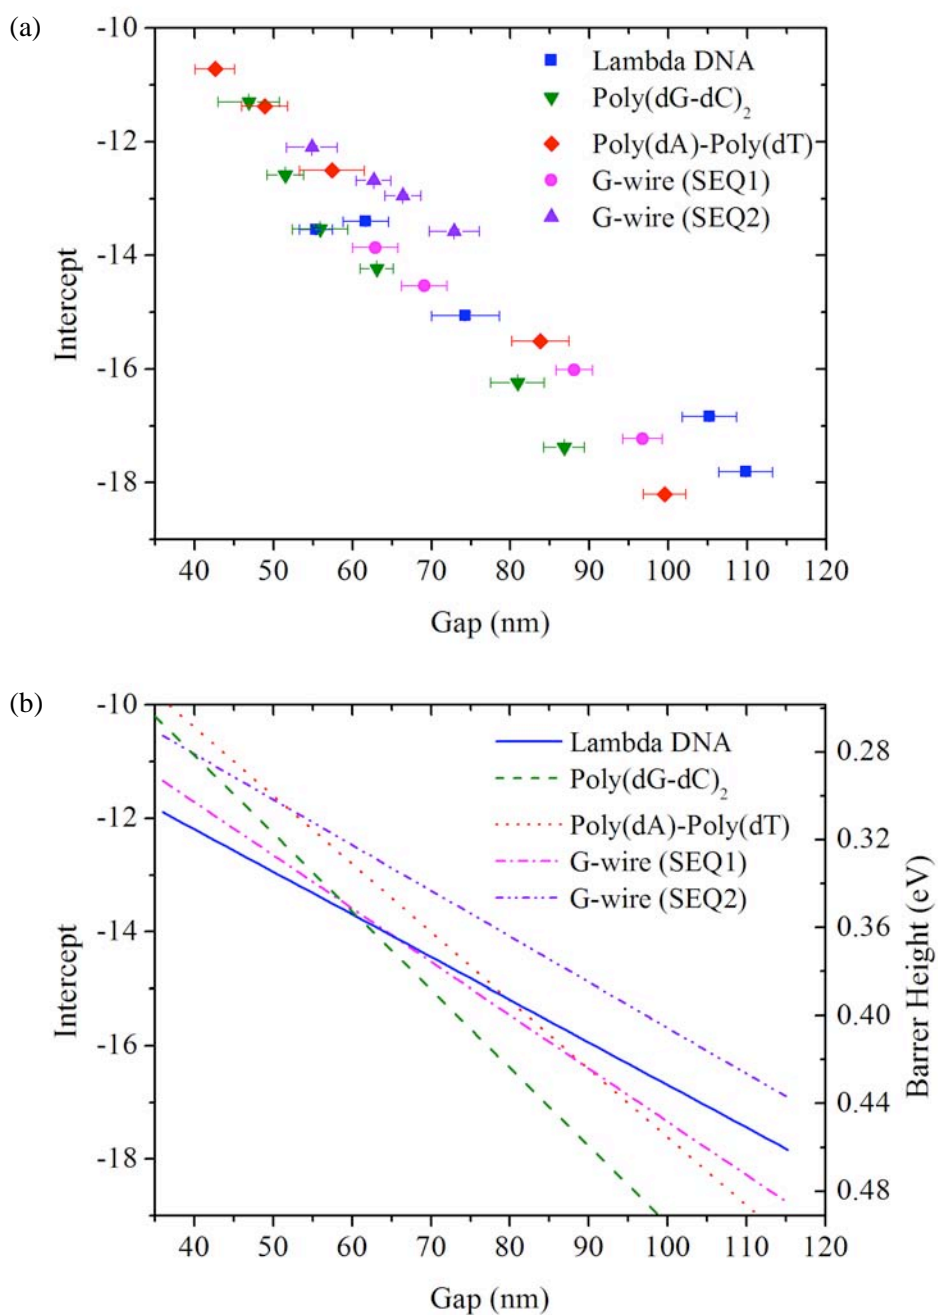 (a)
-10
-12
-14
-16
-18
Intercept
Lambda DNA
Poly(dG-dC)2
Poly(dA)-Poly(dT)
G-wire (SEQ1)
G-wire (SEQ2)
40 50 60 70 80 90 100 110 120
Gap (nm)
(b)
-10
-12
-14
-16
-18
Intercept
Lambda DNA
Poly(dG-dC)2
Poly(dA)-Poly(dT)
G-wire (SEQ1)
G-wire (SEQ2)
0.28
0.32
0.36
0.40
0.44
0.48
Barrer Height (eV)
40 50 60 70 80 90 100 110 120
Gap (nm)